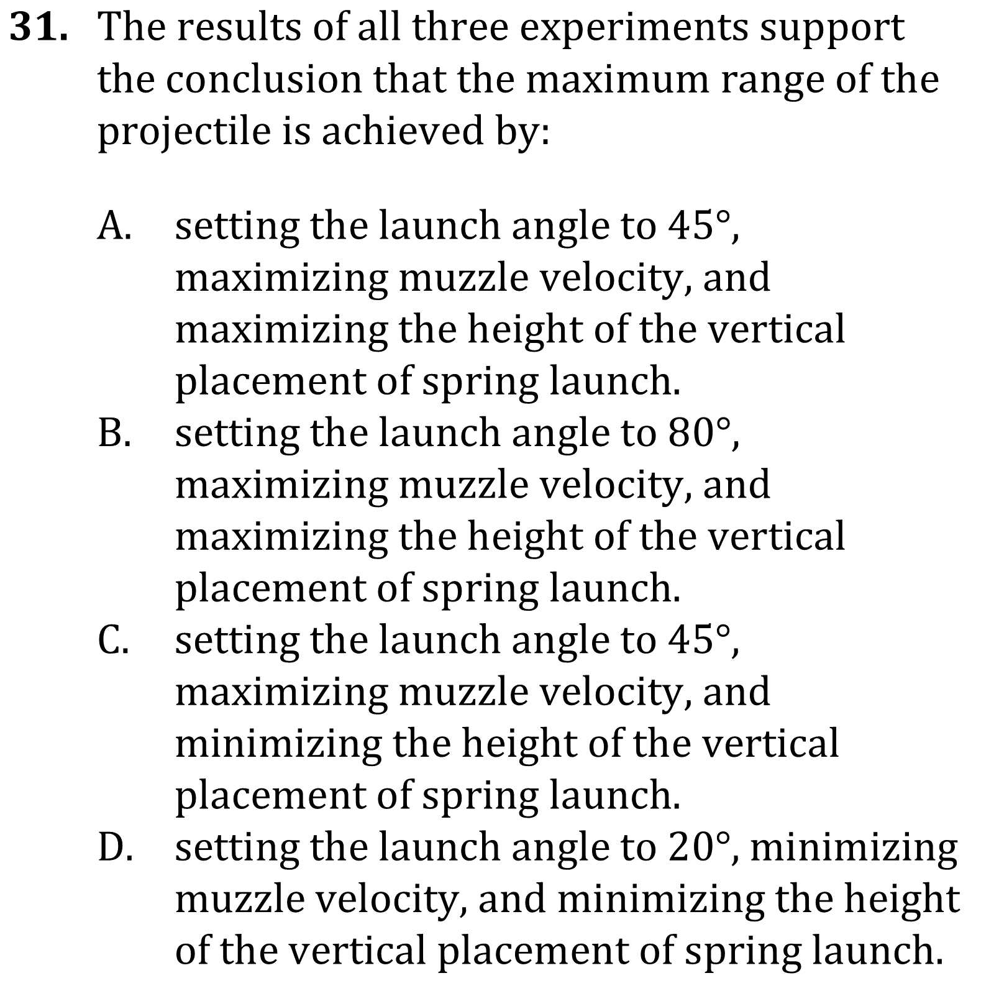 31. The results of all three experiments support
the conclusion that the maximum range of the
projectile is achieved by:
A. setting the launch angle to 45°,
maximizing muzzle velocity, and
maximizing the height of the vertical
placement of spring launch.
B. setting the launch angle to 80°,
maximizing muzzle velocity, and
maximizing the height of the vertical
placement of spring launch.
C. setting the launch angle to 45°,
maximizing muzzle velocity, and
minimizing the height of the vertical
placement of spring launch.
D. setting the launch angle to 20°, minimizing
muzzle velocity, and minimizing the height
of the vertical placement of spring launch.